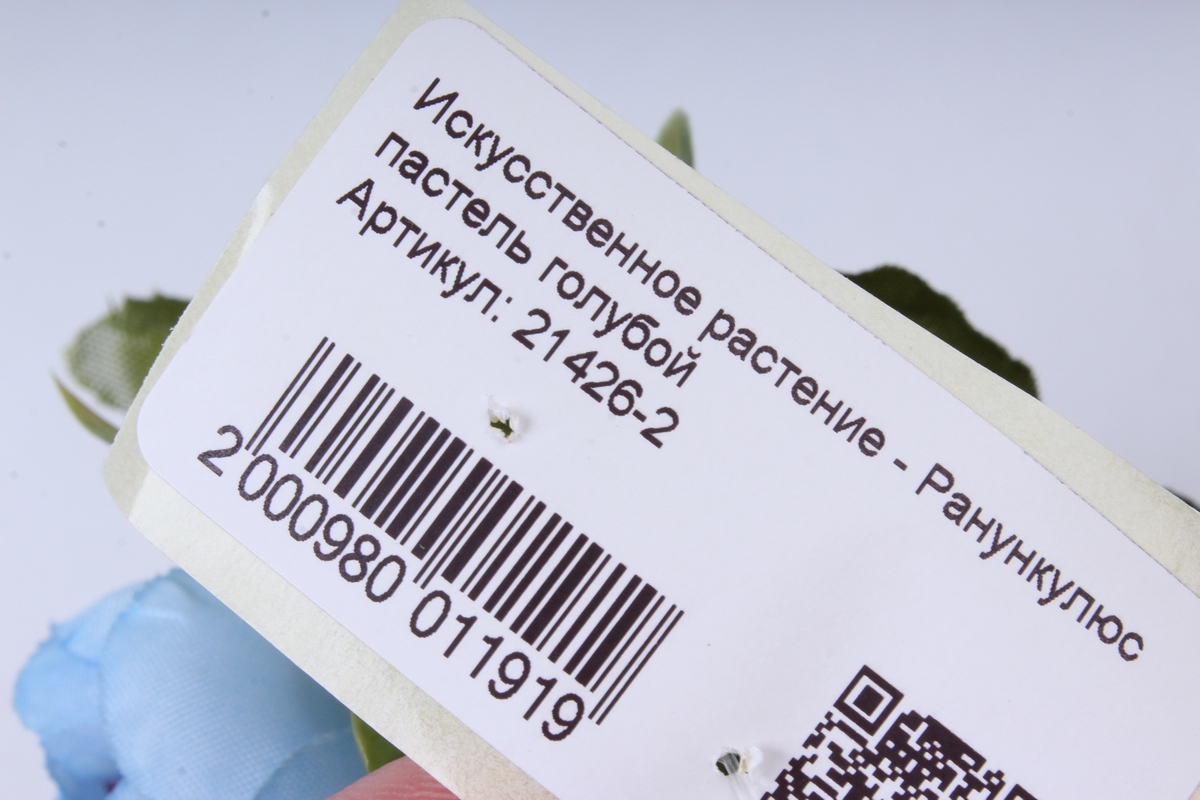 Искусственное растение - Ранункулюс
пастель голубой
Артикул: 21426-2
2 000980 011919